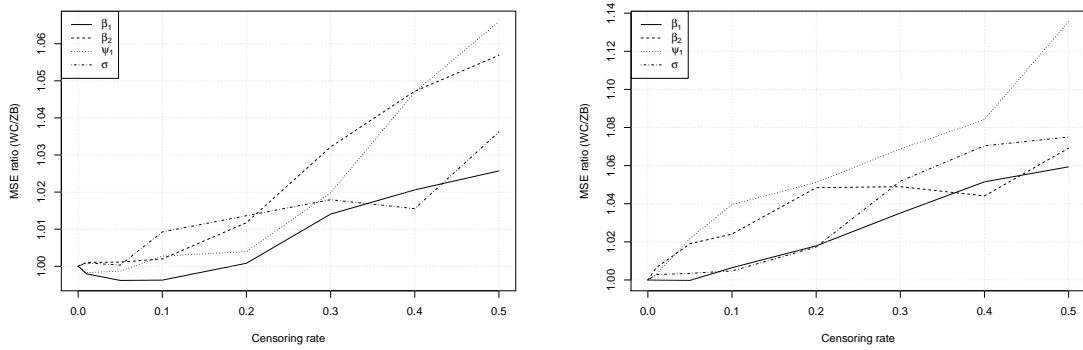 β1
β2
ψ1
σ
MSE ratio (WC/ZB)
1.06
1.05
1.04
1.03
1.02
1.01
1.00
0.0 0.1 0.2 0.3 0.4 0.5
Censoring rate
β1
β2
ψ1
σ
MSE ratio (WC/ZB)
1.14
1.12
1.10
1.08
1.06
1.04
1.02
1.00
0.0 0.1 0.2 0.3 0.4 0.5
Censoring rate